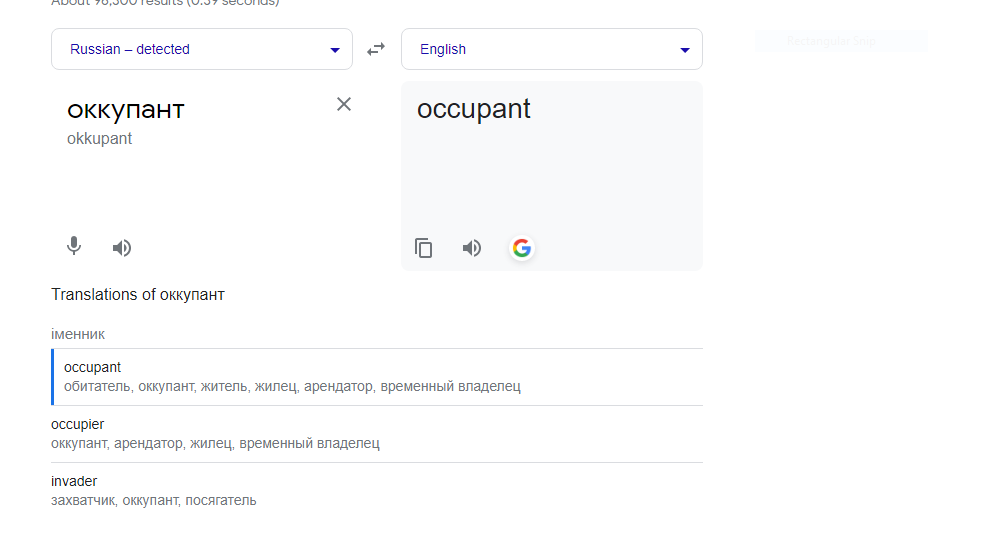 About 96,300 results (0.39 seconds)
Russian – detected
English
оккупант
okkupant
occupant
Translations of оккупант
іменник
occupant
обитатель, оккупант, житель, жилец, арендатор, временный владелец
occupier
оккупант, арендатор, жилец, временный владелец
invader
захватчик, оккупант, посягатель
Rectangular Snip